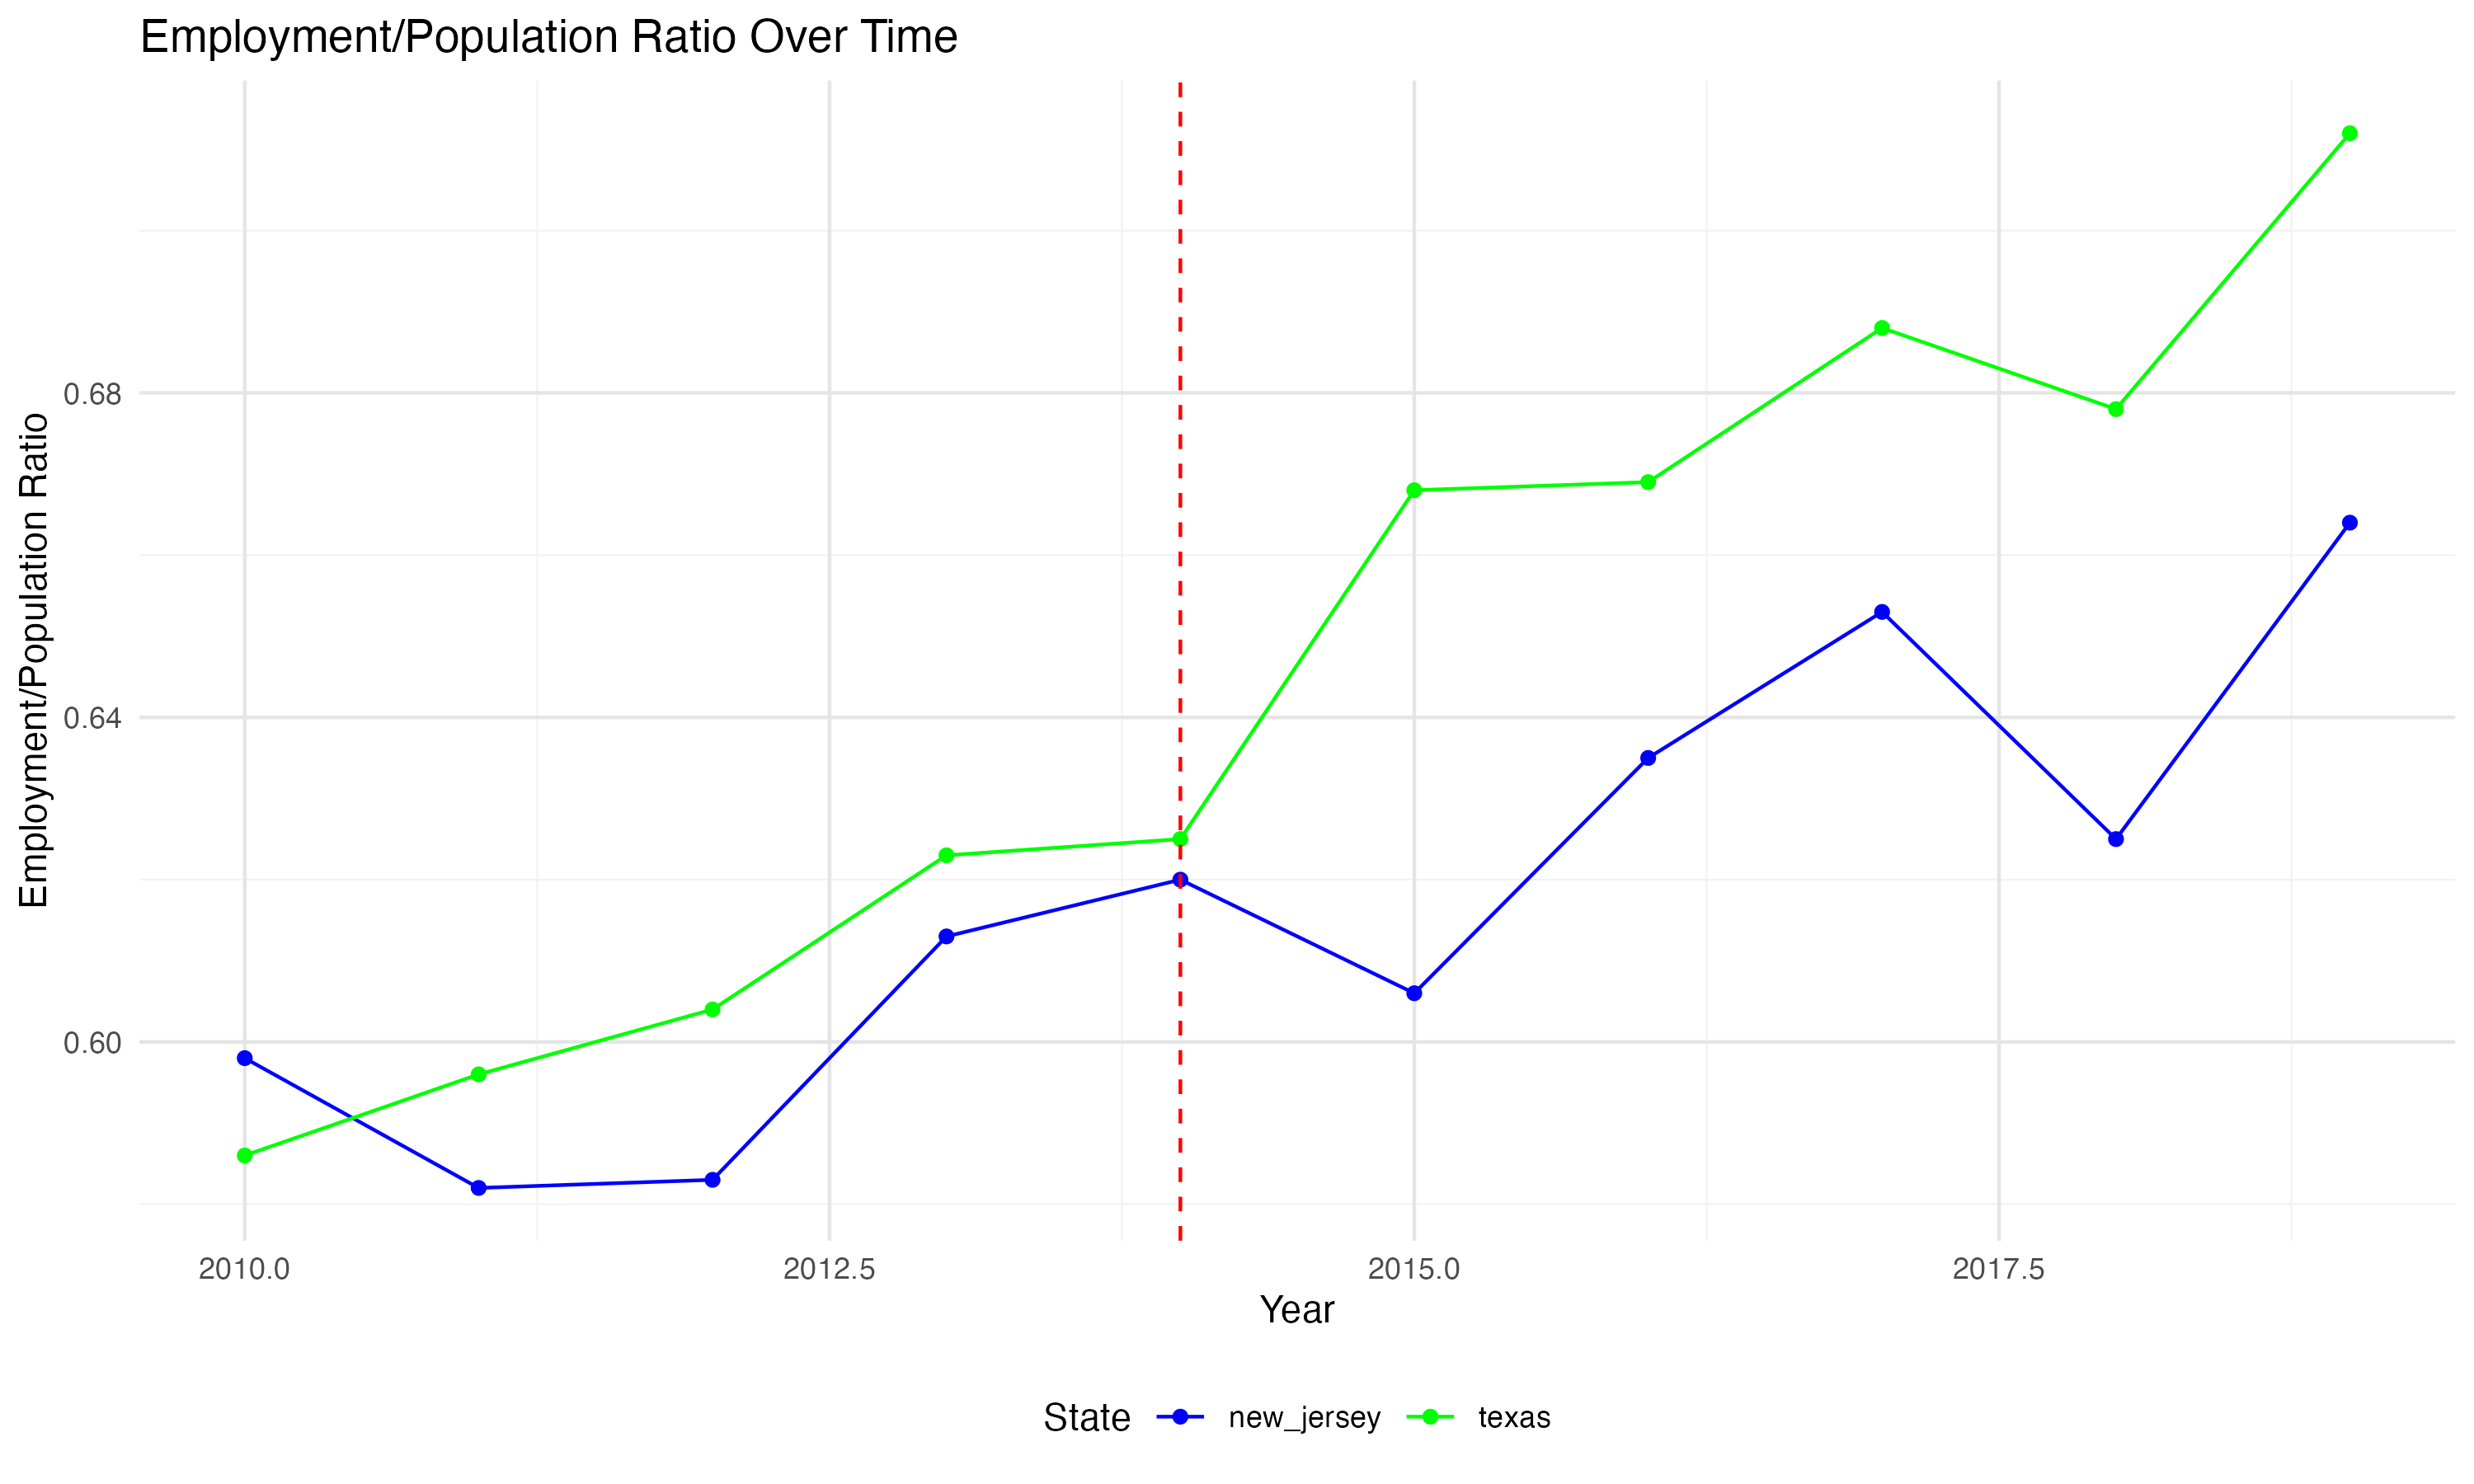 Employment/Population Ratio Over Time
Employment/Population Ratio
0.68
0.64
0.60
2010.0 2012.5 2015.0 2017.5
Year
State new_jersey texas